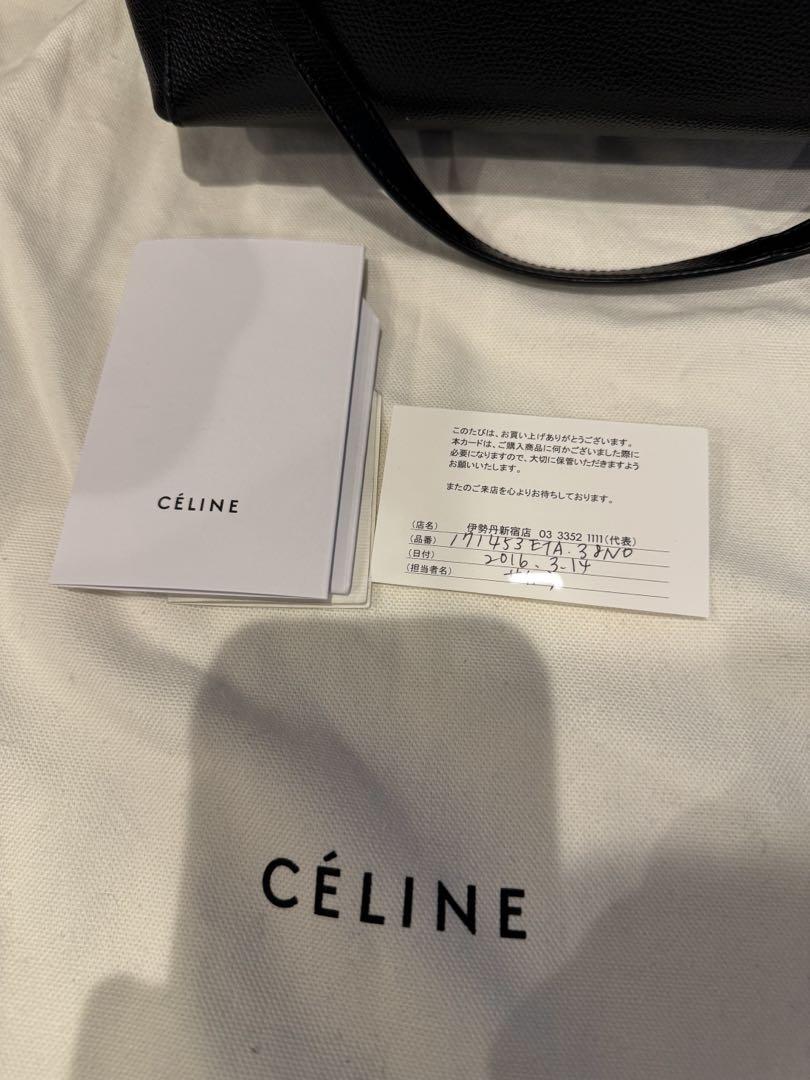 CÉLINE
このたびは、お買い上げありがとうございます。
本カードは、ご購入商品に何かございました際に
必要になりますので、大切に保管いただきますよう
お願いいたします。
またのご来店を心よりお待ちしております。
(店名) 伊勢丹新宿店 03 3352 1111(代表)
(品番) 171453ETA.38NO
(日付) 2016.3.14
(担当者名)
CÉLINE